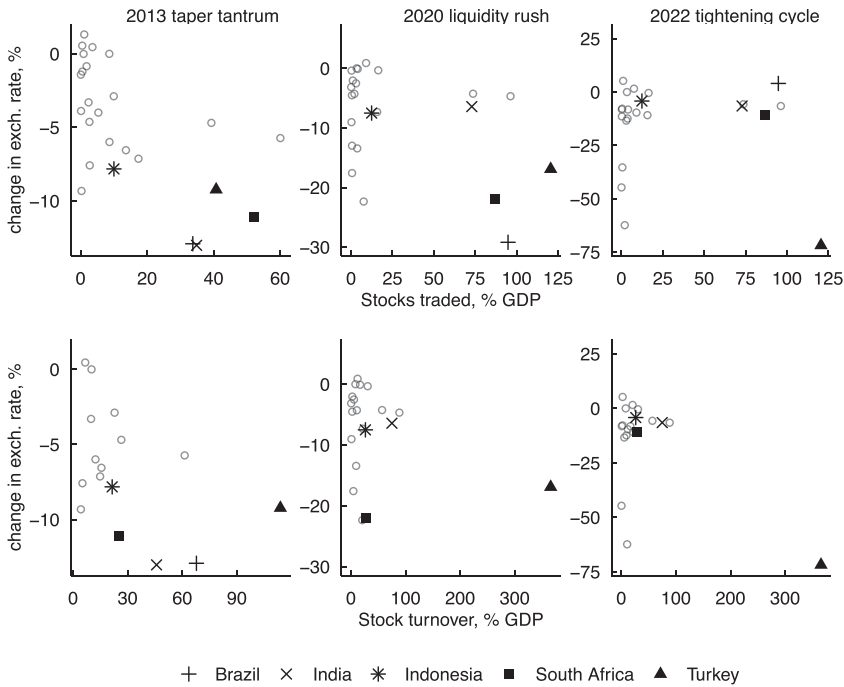 2013 taper tantrum
2020 liquidity rush
2022 tightening cycle
change in exch. rate, %
0
−5
−10
0 20 40 60
0
−10
−20
−30
0 25 50 75 100 125
25
0
−25
−50
−75
0 25 50 75 100 125
Stocks traded, % GDP
change in exch. rate, %
0
−5
−10
0 30 60 90
0
−10
−20
−30
0 100 200 300
25
0
−25
−50
−75
0 100 200 300
Stock turnover, % GDP
Brazil India Indonesia South Africa Turkey